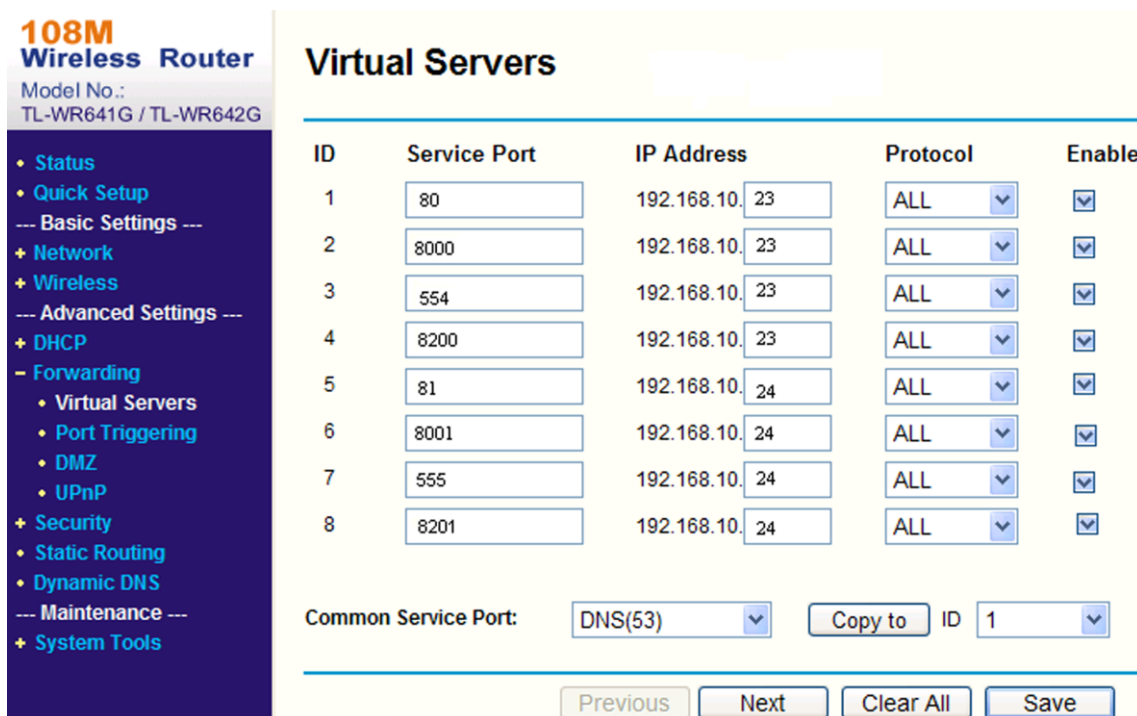 108M
Wireless Router
Model No.:
TL-WR641G / TL-WR642G
Status
Quick Setup
--- Basic Settings ---
+ Network
+ Wireless
--- Advanced Settings ---
+ DHCP
− Forwarding
Virtual Servers
Port Triggering
DMZ
UPnP
+ Security
Static Routing
Dynamic DNS
--- Maintenance ---
+ System Tools
Virtual Servers
ID Service Port IP Address Protocol Enable
1 80 192.168.10. 23 ALL
2 8000 192.168.10. 23 ALL
3 554 192.168.10. 23 ALL
4 8200 192.168.10. 23 ALL
5 81 192.168.10. 24 ALL
6 8001 192.168.10. 24 ALL
7 555 192.168.10. 24 ALL
8 8201 192.168.10. 24 ALL
Common Service Port: DNS(53) Copy to ID 1
Previous Next Clear All Save